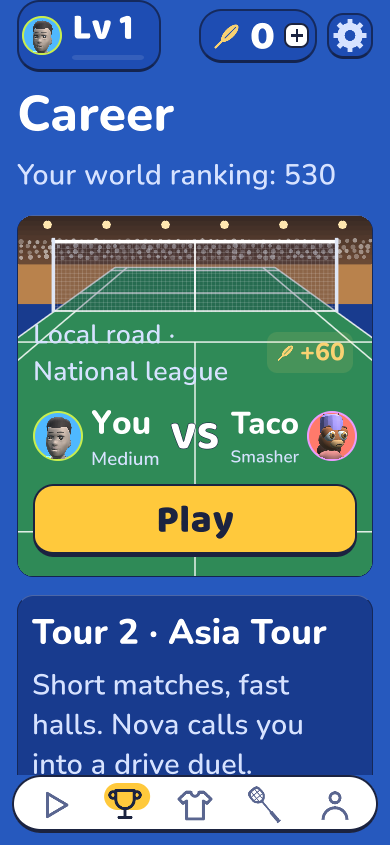 Lv 1
0
Career
Your world ranking: 530
Local road ·
National league
+60
You
Medium
VS
Taco
Smasher
Play
Tour 2 · Asia Tour
Short matches, fast
halls. Nova calls you
into a drive duel.